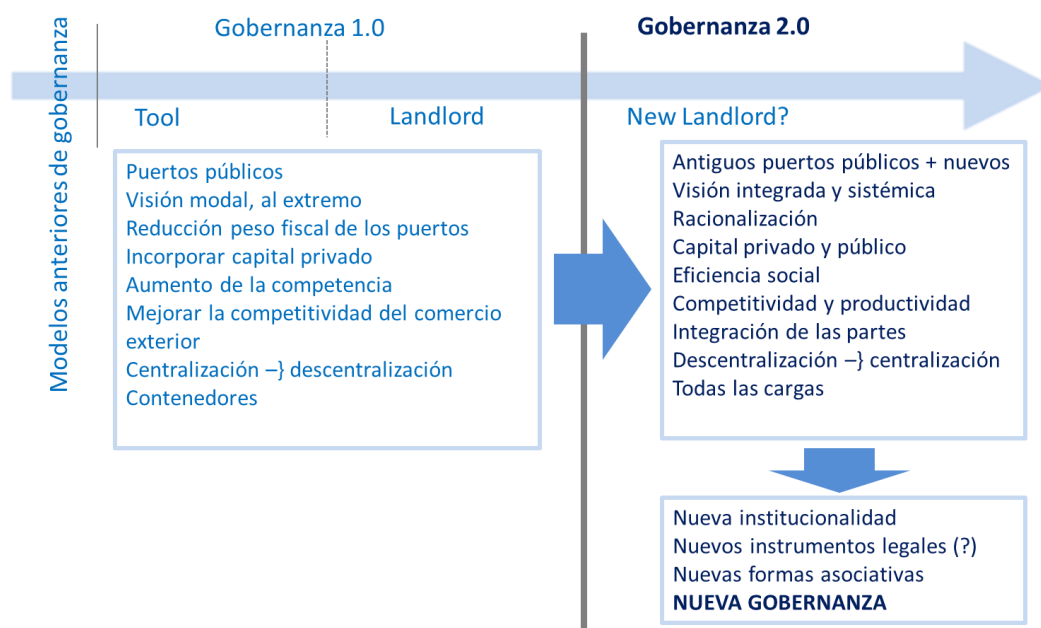 Modelos anteriores de gobernanza
Gobernanza 1.0
Gobernanza 2.0
Tool
Landlord
New Landlord?
Puertos públicos
Visión modal, al extremo
Reducción peso fiscal de los puertos
Incorporar capital privado
Aumento de la competencia
Mejorar la competitividad del comercio
exterior
Centralización –} descentralización
Contenedores
Antiguos puertos públicos + nuevos
Visión integrada y sistémica
Racionalización
Capital privado y público
Eficiencia social
Competitividad y productividad
Integración de las partes
Descentralización –} centralización
Todas las cargas
Nueva institucionalidad
Nuevos instrumentos legales (?)
Nuevas formas asociativas
NUEVA GOBERNANZA